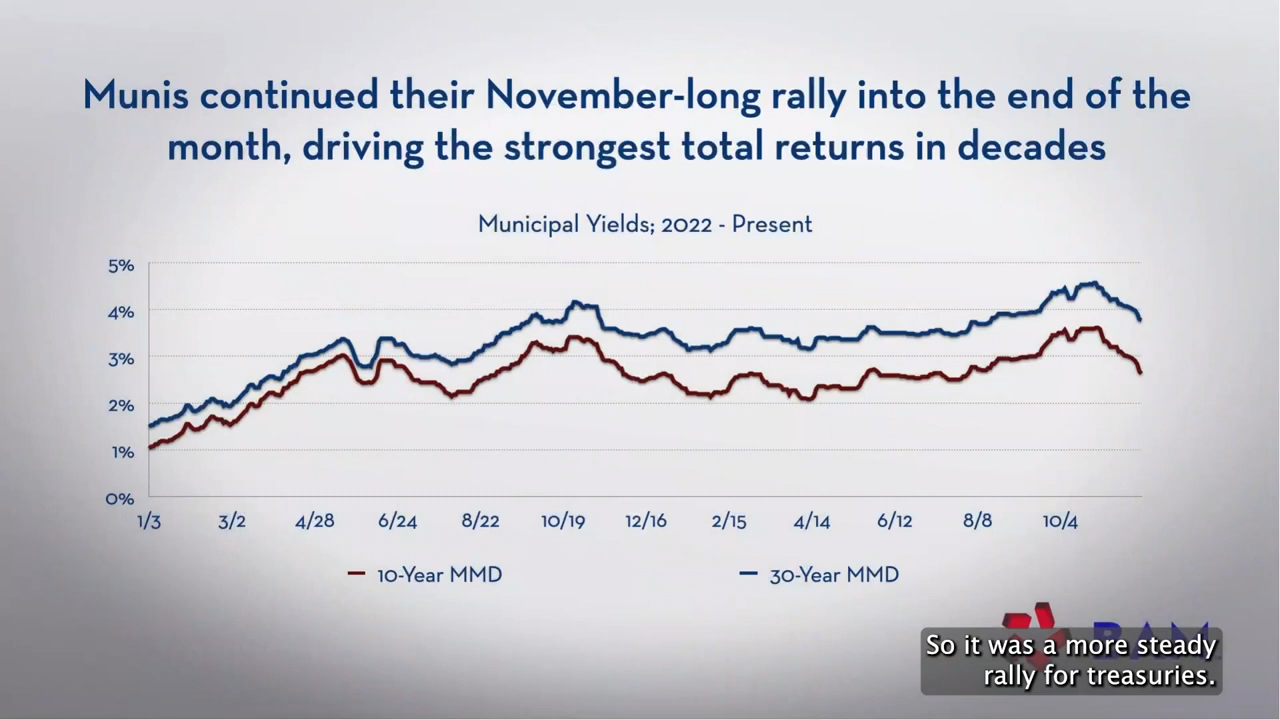 Munis continued their November-long rally into the end of the
month, driving the strongest total returns in decades
Municipal Yields; 2022 - Present
5%
4%
3%
2%
1%
0%
1/3 3/2 4/28 6/24 8/22 10/19 12/16 2/15 4/14 6/12 8/8 10/4
10-Year MMD 30-Year MMD
BAM
So it was a more steady
rally for treasuries.